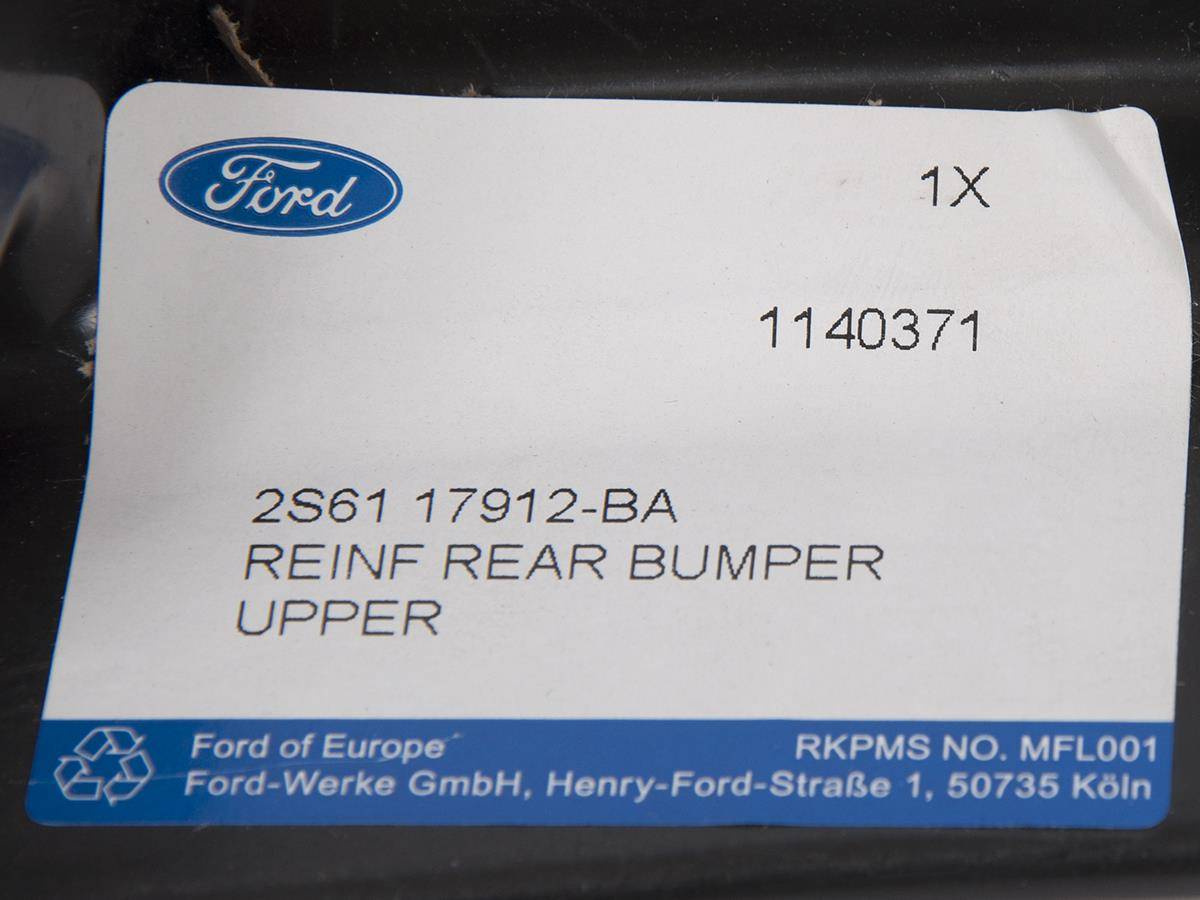 Ford
1X
1140371
2S61 17912-BA
REINF REAR BUMPER
UPPER
Ford of Europe
RKPMS NO. MFL001
Ford-Werke GmbH, Henry-Ford-Straße 1, 50735 Köln